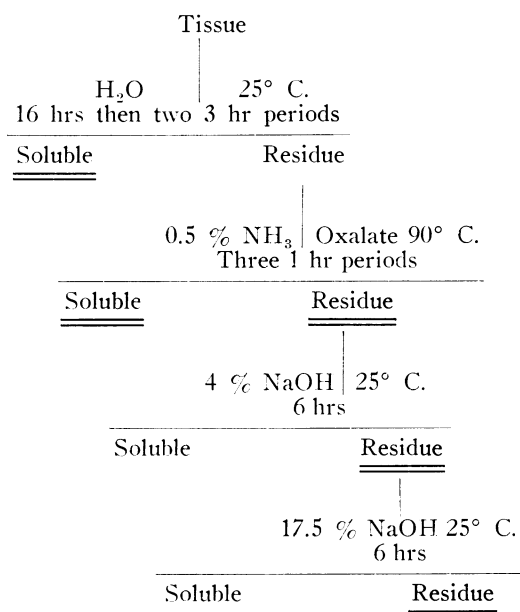 Tissue
H₂O 25° C.
16 hrs then two 3 hr periods
Soluble Residue
0.5 % NH₃ Oxalate 90° C.
Three 1 hr periods
Soluble Residue
4 % NaOH 25° C.
6 hrs
Soluble Residue
17.5 % NaOH 25° C.
6 hrs
Soluble Residue